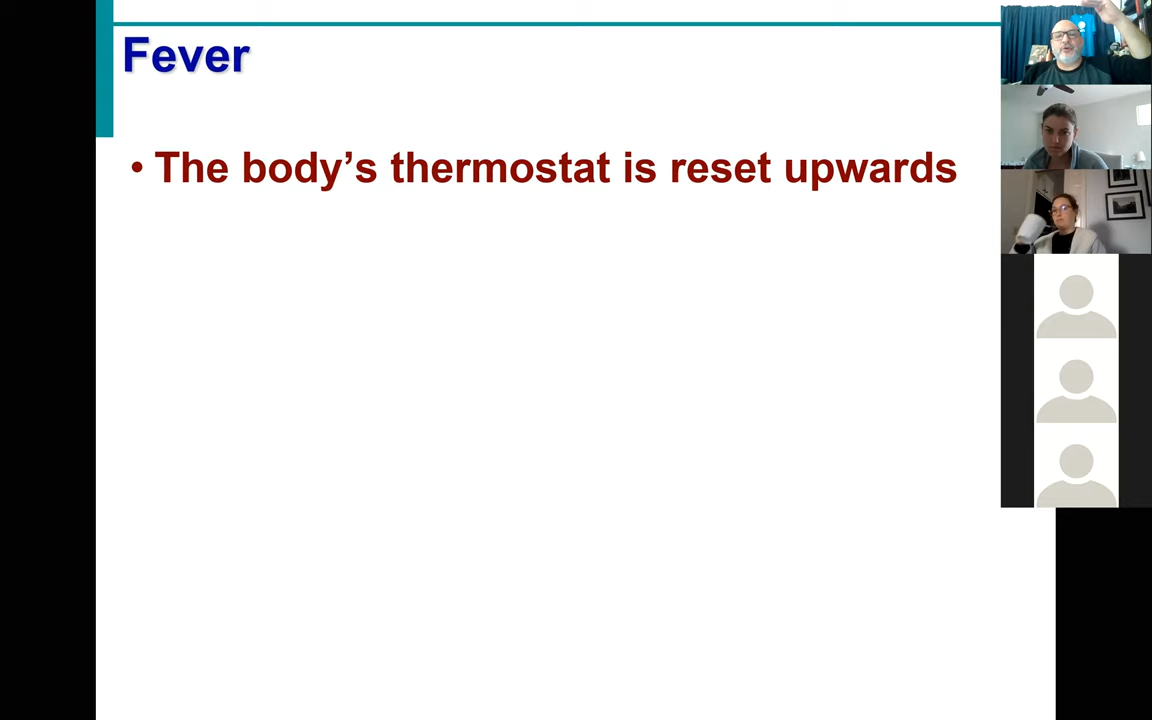 Fever
• The body’s thermostat is reset upwards